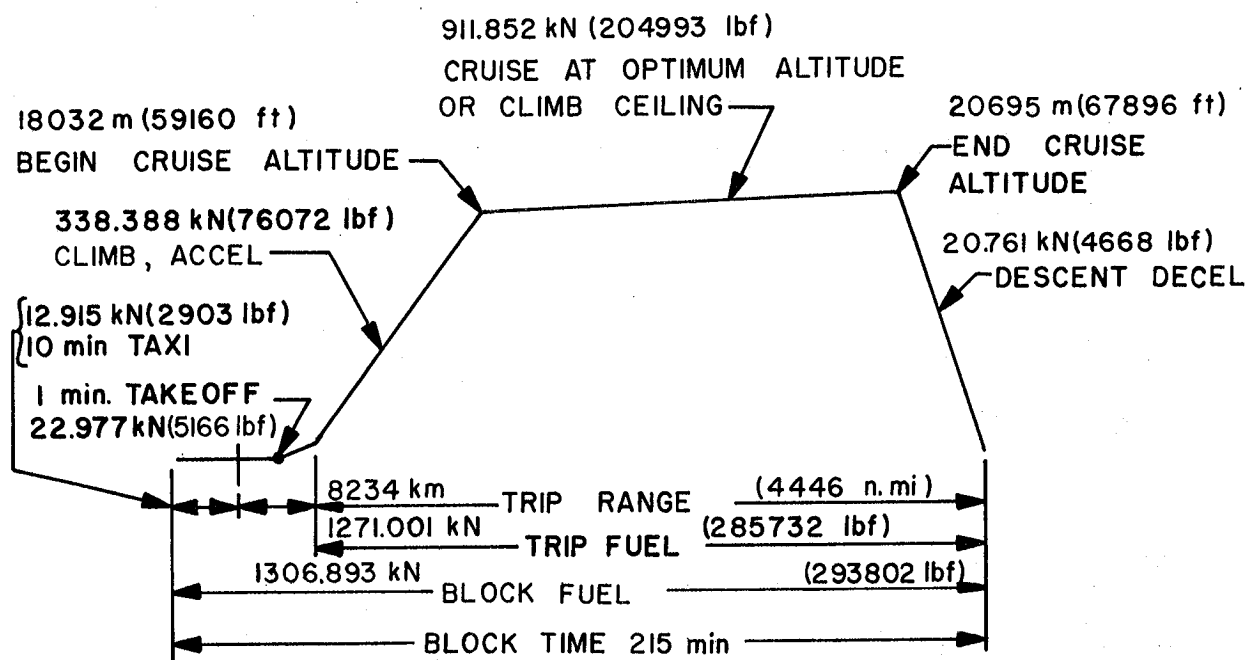 911.852 kN (204993 lbf)
CRUISE AT OPTIMUM ALTITUDE
OR CLIMB CEILING
18032 m (59160 ft)
BEGIN CRUISE ALTITUDE
20695 m (67896 ft)
END CRUISE
ALTITUDE
338.388 kN (76072 lbf)
CLIMB, ACCEL
20.761 kN (4668 lbf)
DESCENT DECEL
12.915 kN (2903 lbf)
10 min TAXI
1 min. TAKEOFF
22.977 kN (5166 lbf)
8234 km TRIP RANGE (4446 n.mi)
1271.001 kN TRIP FUEL (285732 lbf)
1306.893 kN BLOCK FUEL (293802 lbf)
BLOCK TIME 215 min